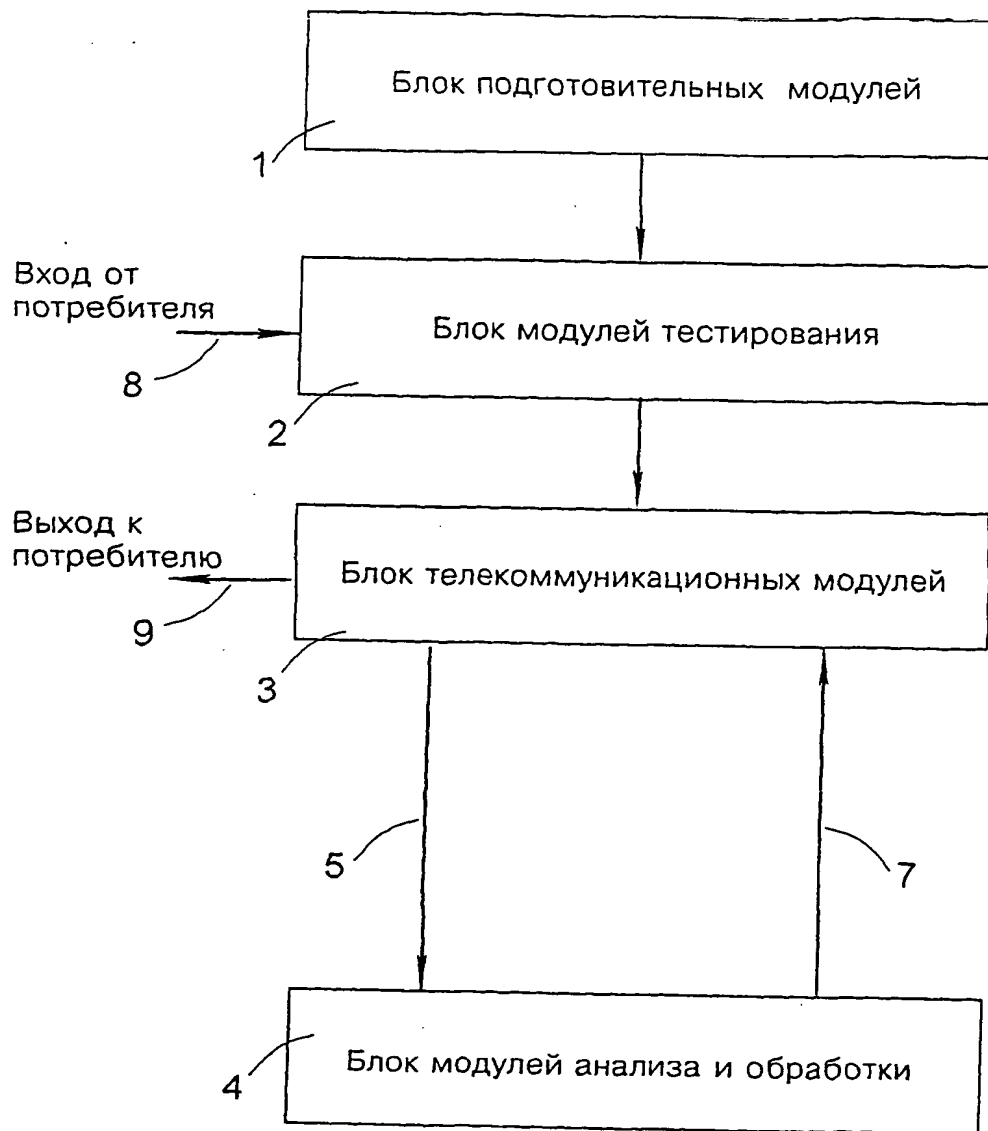 Блок подготовительных модулей
1
Вход от
потребителя
8
Блок модулей тестирования
2
Выход к
потребителю
9
Блок телекоммуникационных модулей
3
5
7
4
Блок модулей анализа и обработки